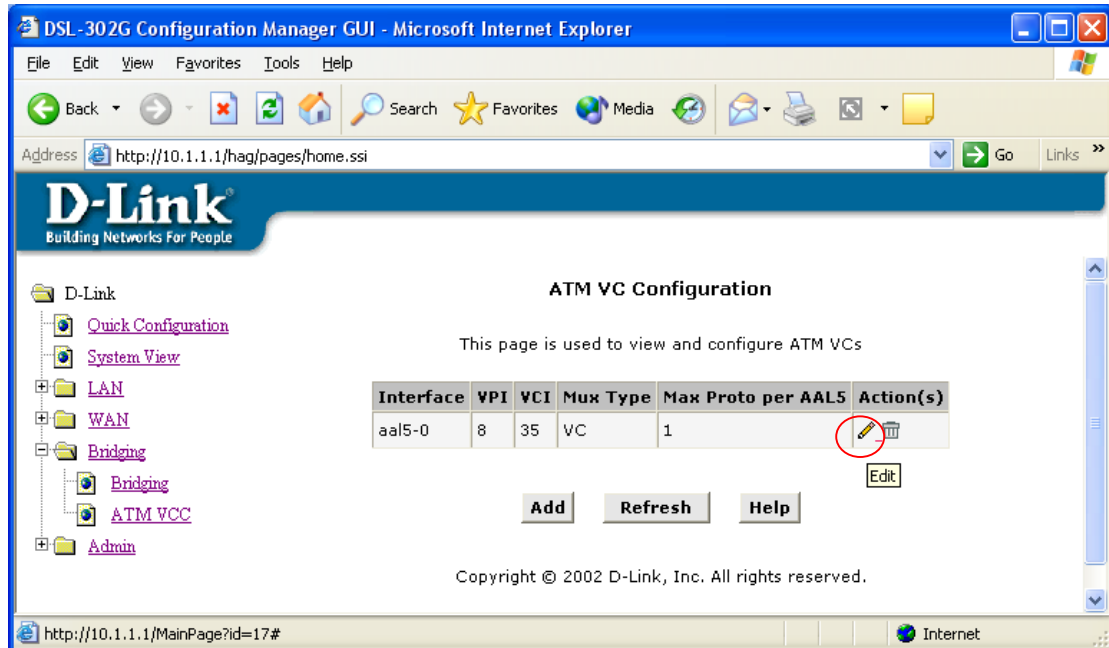 DSL-302G Configuration Manager GUI - Microsoft Internet Explorer
File Edit View Favorites Tools Help
Back Search Favorites Media
Address http://10.1.1.1/hag/pages/home.ssi Go Links »
D-Link®
Building Networks for People
D-Link
Quick Configuration
System View
LAN
WAN
Bridging
Bridging
ATM VCC
Admin
ATM VC Configuration
This page is used to view and configure ATM VCs
Interface VPI VCI Mux Type Max Proto per AAL5 Action(s)
aal5-0 8 35 VC 1
Edit
Add Refresh Help
Copyright © 2002 D-Link, Inc. All rights reserved.
http://10.1.1.1/MainPage?id=17# Internet